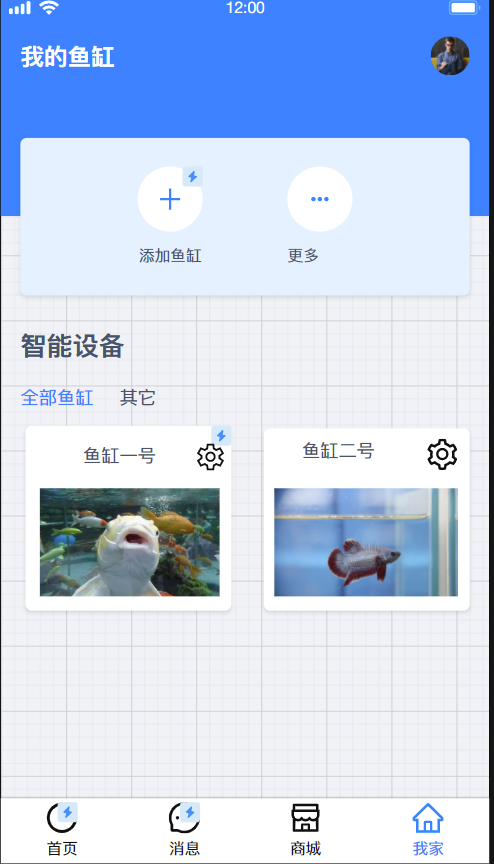 12:00
我的鱼缸
添加鱼缸
更多
智能设备
全部鱼缸
其它
鱼缸一号
鱼缸二号
首页
消息
商城
我家